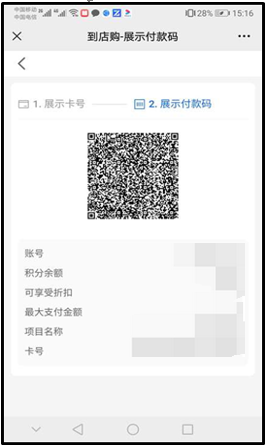 中国移动
中国电信
28% 15:16
到店购-展示付款码
1. 展示卡号
2. 展示付款码
账号
积分余额
可享受折扣
最大支付金额
项目名称
卡号